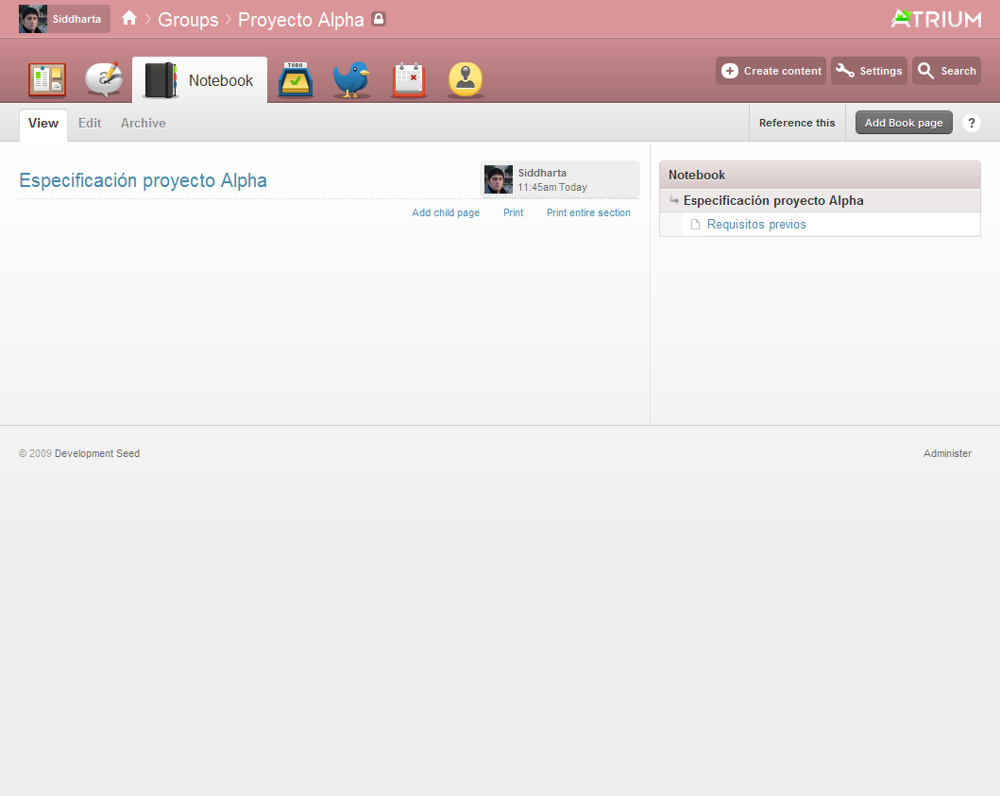 Siddharta › Groups › Proyecto Alpha
ATRIUM
a
Notebook
TODO
Create content
Settings
Search
View
Edit
Archive
Reference this
Add Book page
?
Especificación proyecto Alpha
Siddharta
11:45am Today
Add child page
Print
Print entire section
Notebook
Especificación proyecto Alpha
Requisitos previos
© 2009 Development Seed
Administer